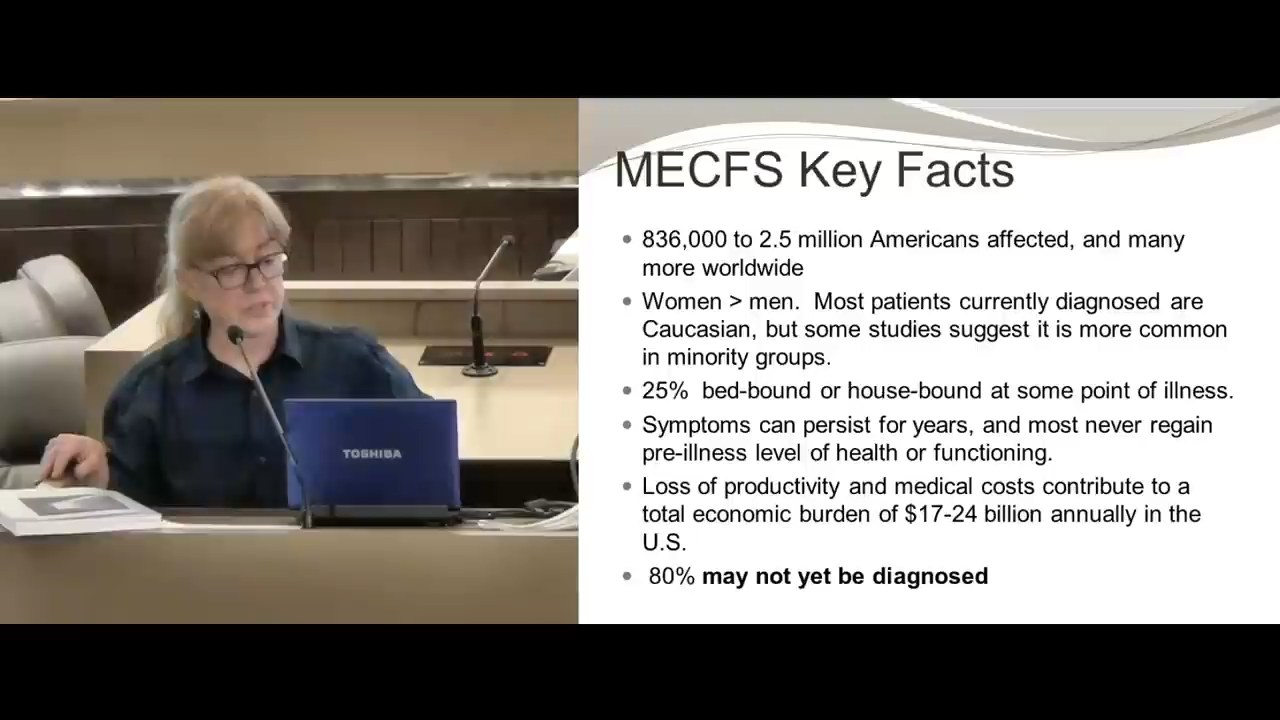 MECFS Key Facts
• 836,000 to 2.5 million Americans affected, and many
more worldwide
• Women > men.  Most patients currently diagnosed are
Caucasian, but some studies suggest it is more common
in minority groups.
• 25%  bed-bound or house-bound at some point of illness.
• Symptoms can persist for years, and most never regain
pre-illness level of health or functioning.
• Loss of productivity and medical costs contribute to a
total economic burden of $17-24 billion annually in the
U.S.
• 80% may not yet be diagnosed
TOSHIBA